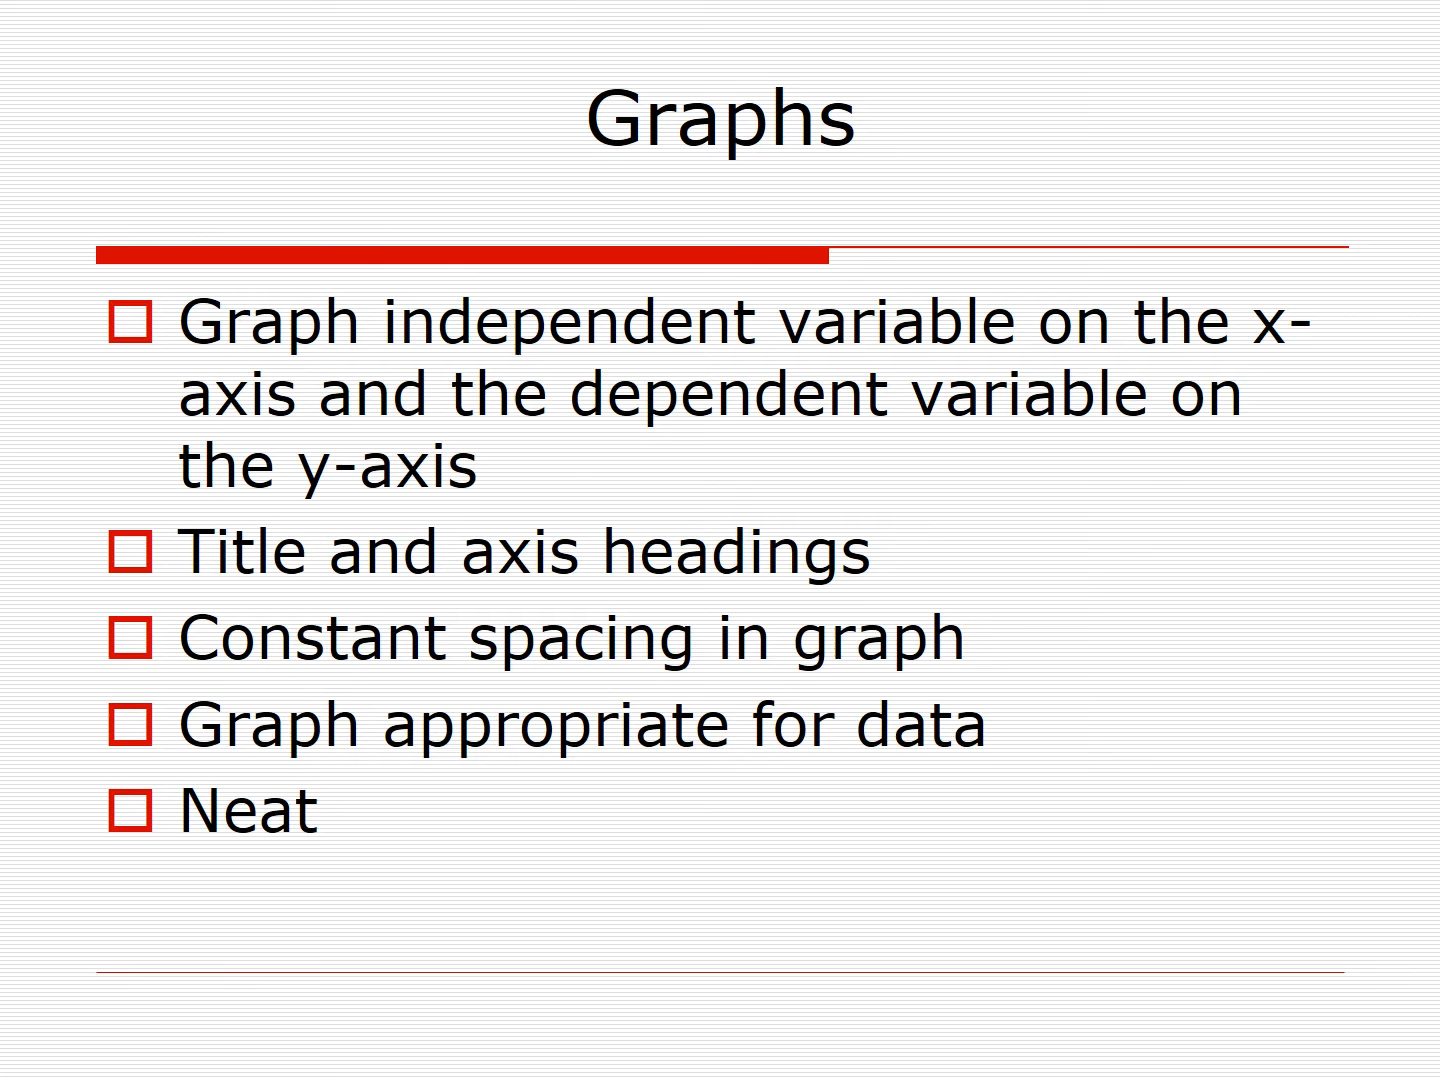 Graphs
Graph independent variable on the x-
axis and the dependent variable on
the y-axis
Title and axis headings
Constant spacing in graph
Graph appropriate for data
Neat